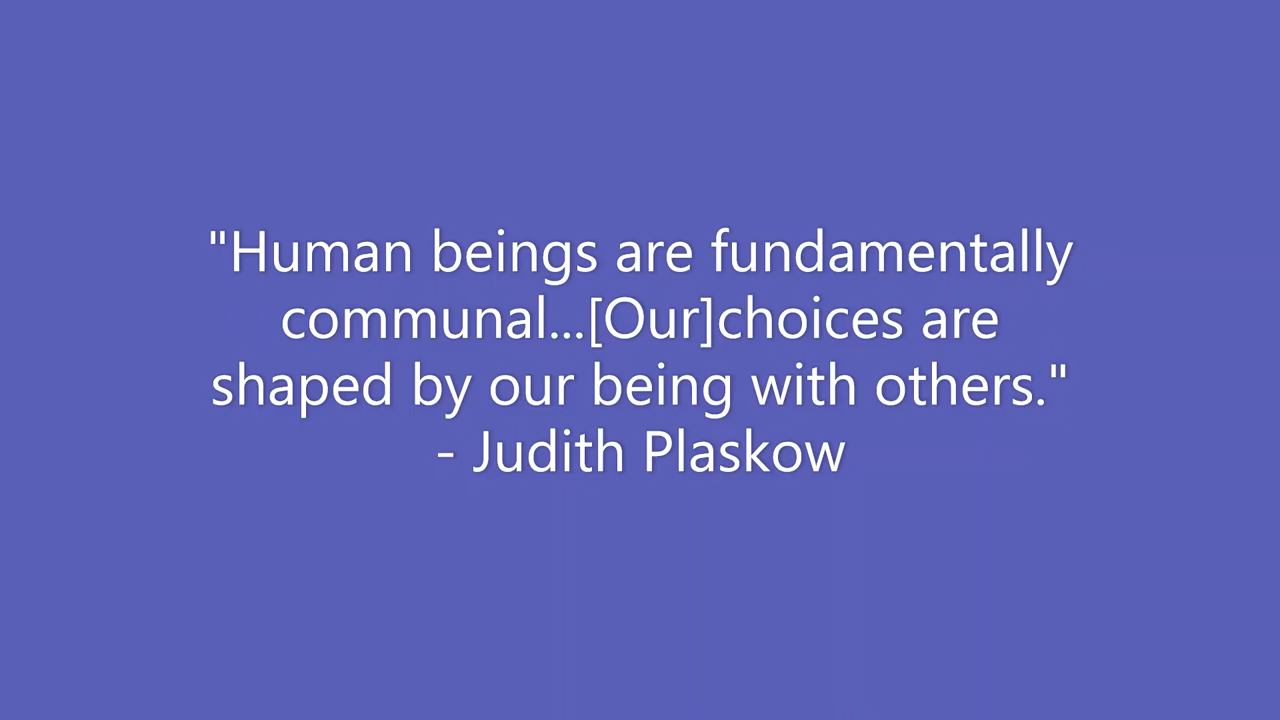 "Human beings are fundamentally
communal...[Our]choices are
shaped by our being with others."
- Judith Plaskow